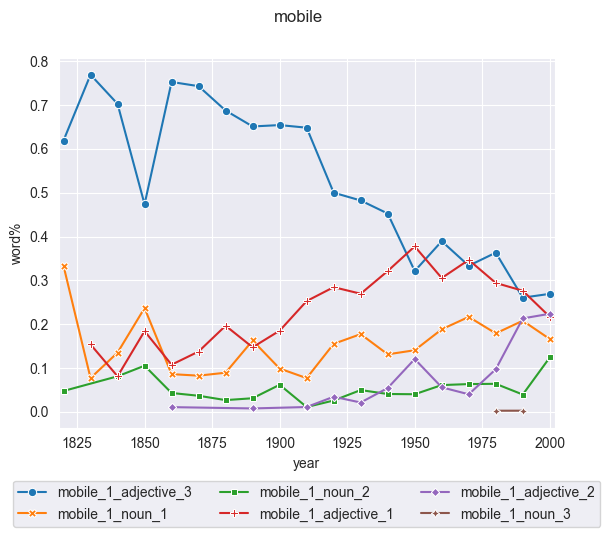 mobile
0.8
0.7
0.6
0.5
0.4
0.3
0.2
0.1
0.0
word%
1825 1850 1875 1900 1925 1950 1975 2000
year
mobile_1_adjective_3 mobile_1_noun_2 mobile_1_adjective_2
mobile_1_noun_1 mobile_1_adjective_1 mobile_1_noun_3